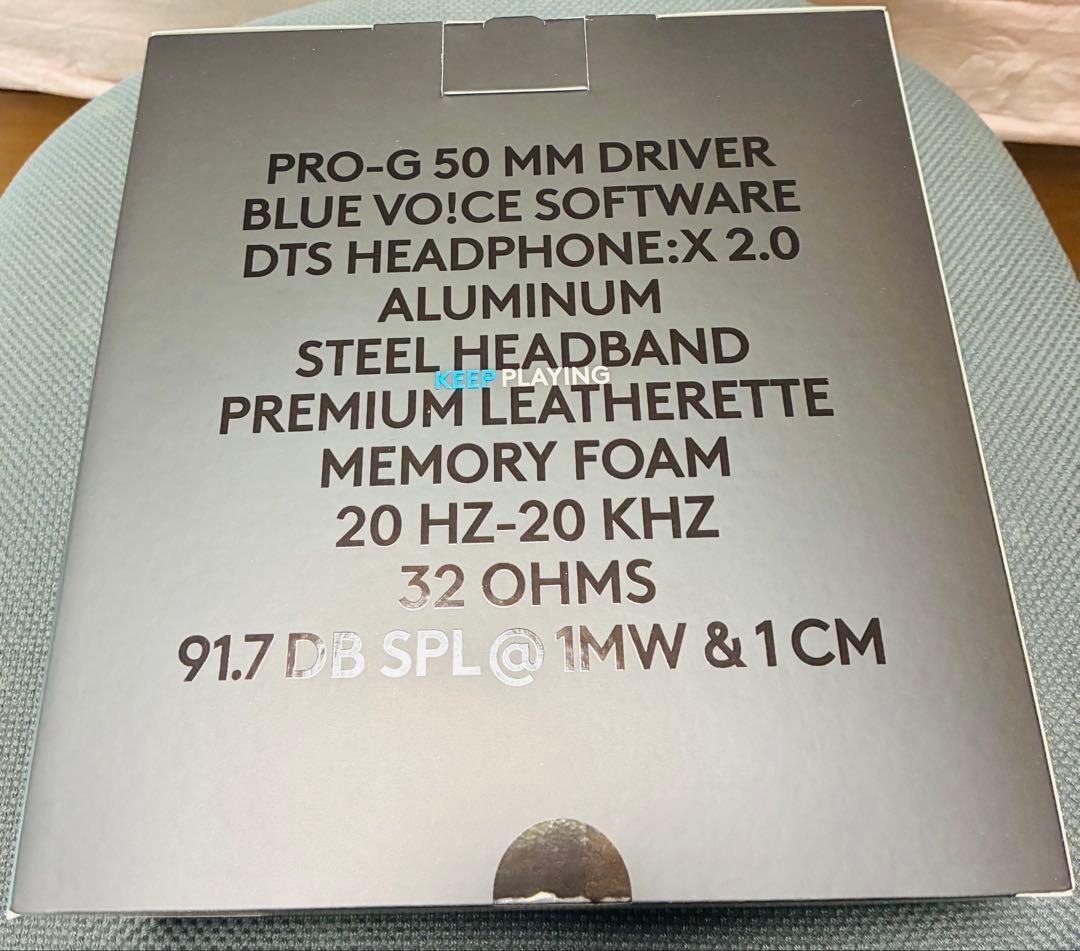 PRO-G 50 MM DRIVER
BLUE VO!CE SOFTWARE
DTS HEADPHONE:X 2.0
ALUMINUM
STEEL HEADBAND
KEEP PLAYING
PREMIUM LEATHERETTE
MEMORY FOAM
20 HZ-20 KHZ
32 OHMS
91.7 DB SPL @ 1MW & 1 CM